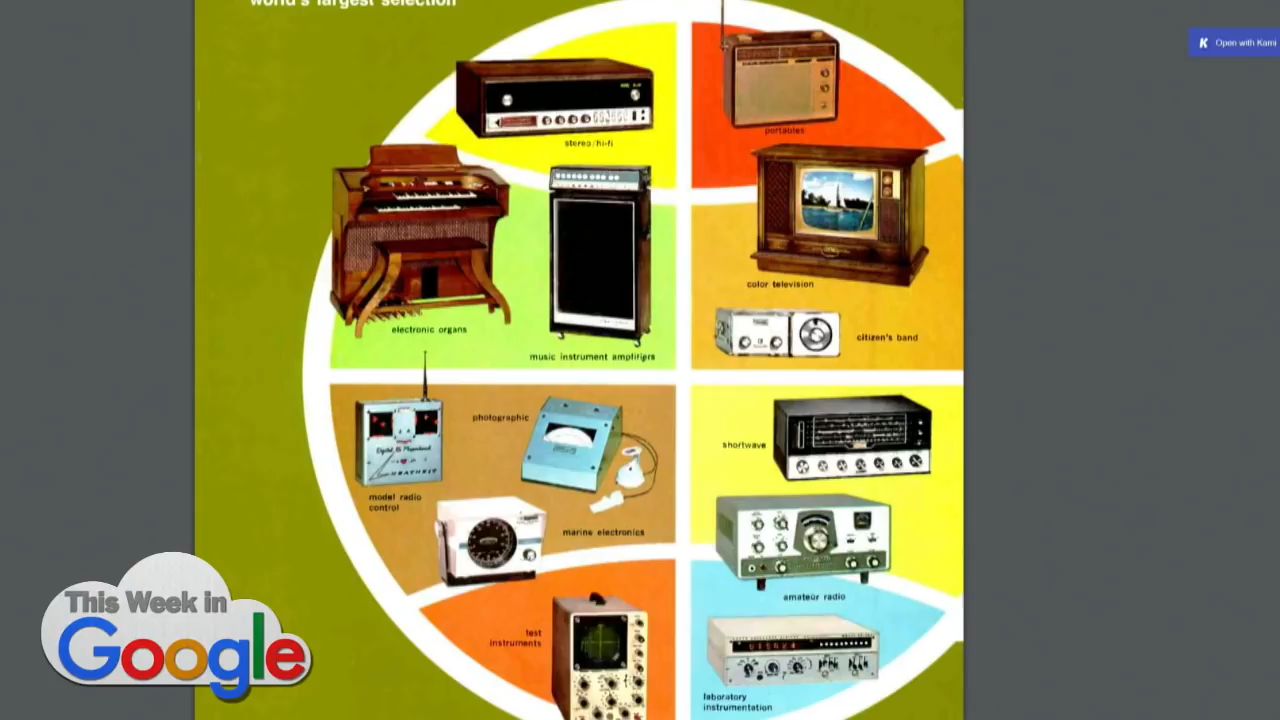 world's largest selection
Open with Kami
portables
stereo/hi-fi
color television
electronic organs
citizen's band
music instrument amplifiers
photographic
shortwave
model radio
control
marine electronics
amateur radio
test
instruments
laboratory
instrumentation
This Week in
Google